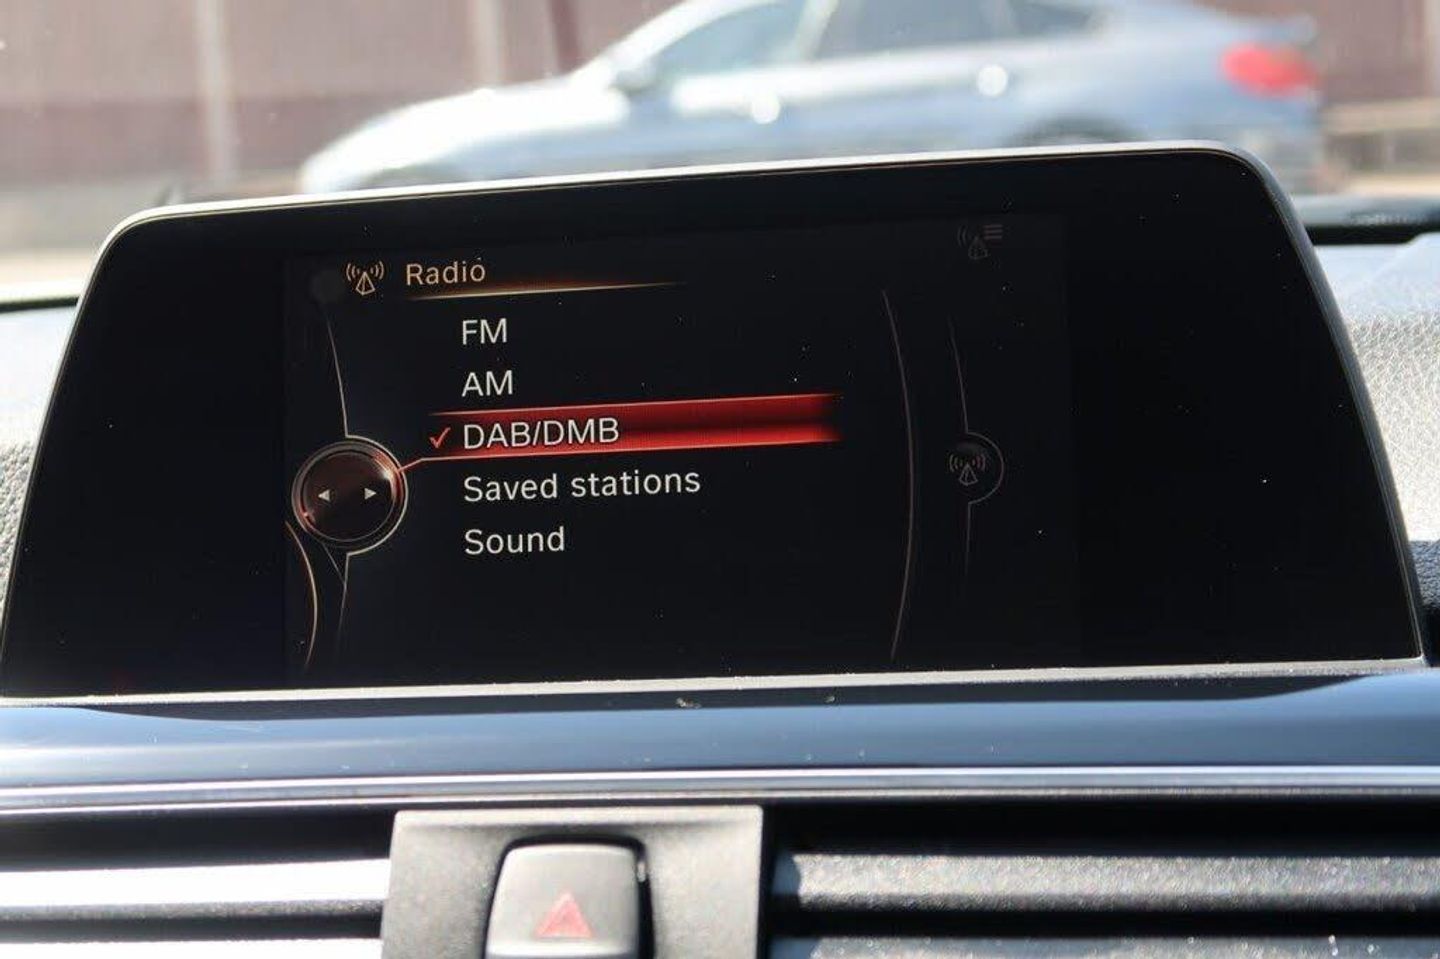 Radio
FM
AM
DAB/DMB
Saved stations
Sound